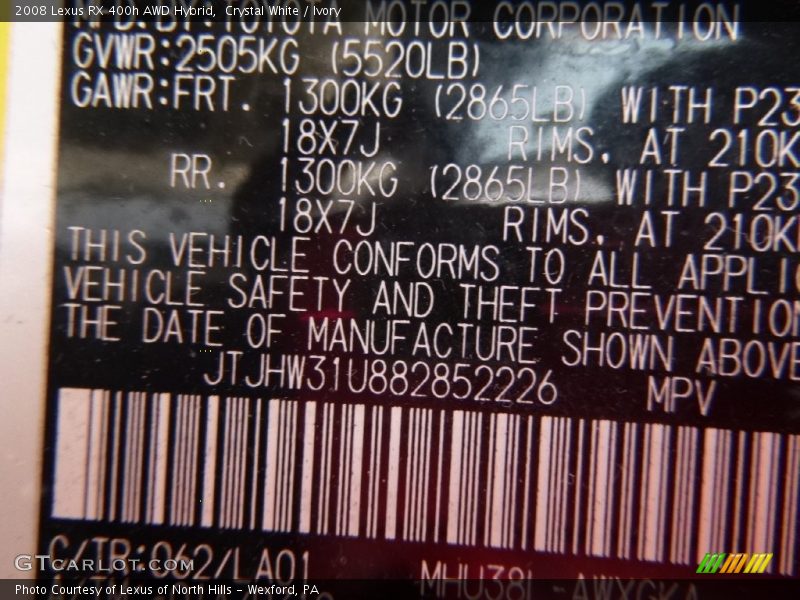 2008 Lexus RX 400h AWD Hybrid, Crystal White / Ivory
MOTOR CORPORATION
GVWR:2505KG (5520LB)
GAWR:FRT. 1300KG (2865LB) WITH P23
18X7J RIMS, AT 210K
RR. 1300KG (2865LB) WITH P23
18X7J RIMS, AT 210K
THIS VEHICLE CONFORMS TO ALL APPLIC
VEHICLE SAFETY AND THEFT PREVENTION
THE DATE OF MANUFACTURE SHOWN ABOVE
JTJHW31U882852226 MPV
C/TR:062/LA01
GTcarlot.com
MHU38L-AWXGKA
Photo Courtesy of Lexus of North Hills - Wexford, PA